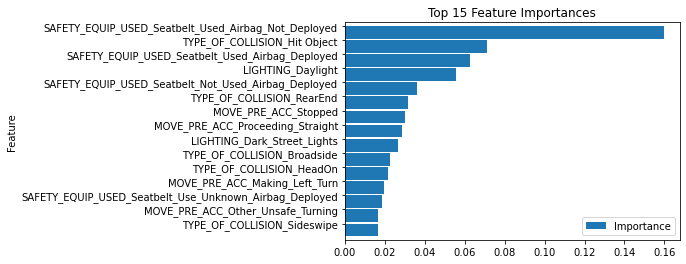 Top 15 Feature Importances
SAFETY_EQUIP_USED_Seatbelt_Used_Airbag_Not_Deployed
TYPE_OF_COLLISION_Hit Object
SAFETY_EQUIP_USED_Seatbelt_Used_Airbag_Deployed
LIGHTING_Daylight
SAFETY_EQUIP_USED_Seatbelt_Not_Used_Airbag_Deployed
TYPE_OF_COLLISION_RearEnd
MOVE_PRE_ACC_Stopped
MOVE_PRE_ACC_Proceeding_Straight
LIGHTING_Dark_Street_Lights
TYPE_OF_COLLISION_Broadside
TYPE_OF_COLLISION_HeadOn
MOVE_PRE_ACC_Making_Left_Turn
SAFETY_EQUIP_USED_Seatbelt_Use_Unknown_Airbag_Deployed
MOVE_PRE_ACC_Other_Unsafe_Turning
TYPE_OF_COLLISION_Sideswipe
Feature
Importance
0.00 0.02 0.04 0.06 0.08 0.10 0.12 0.14 0.16